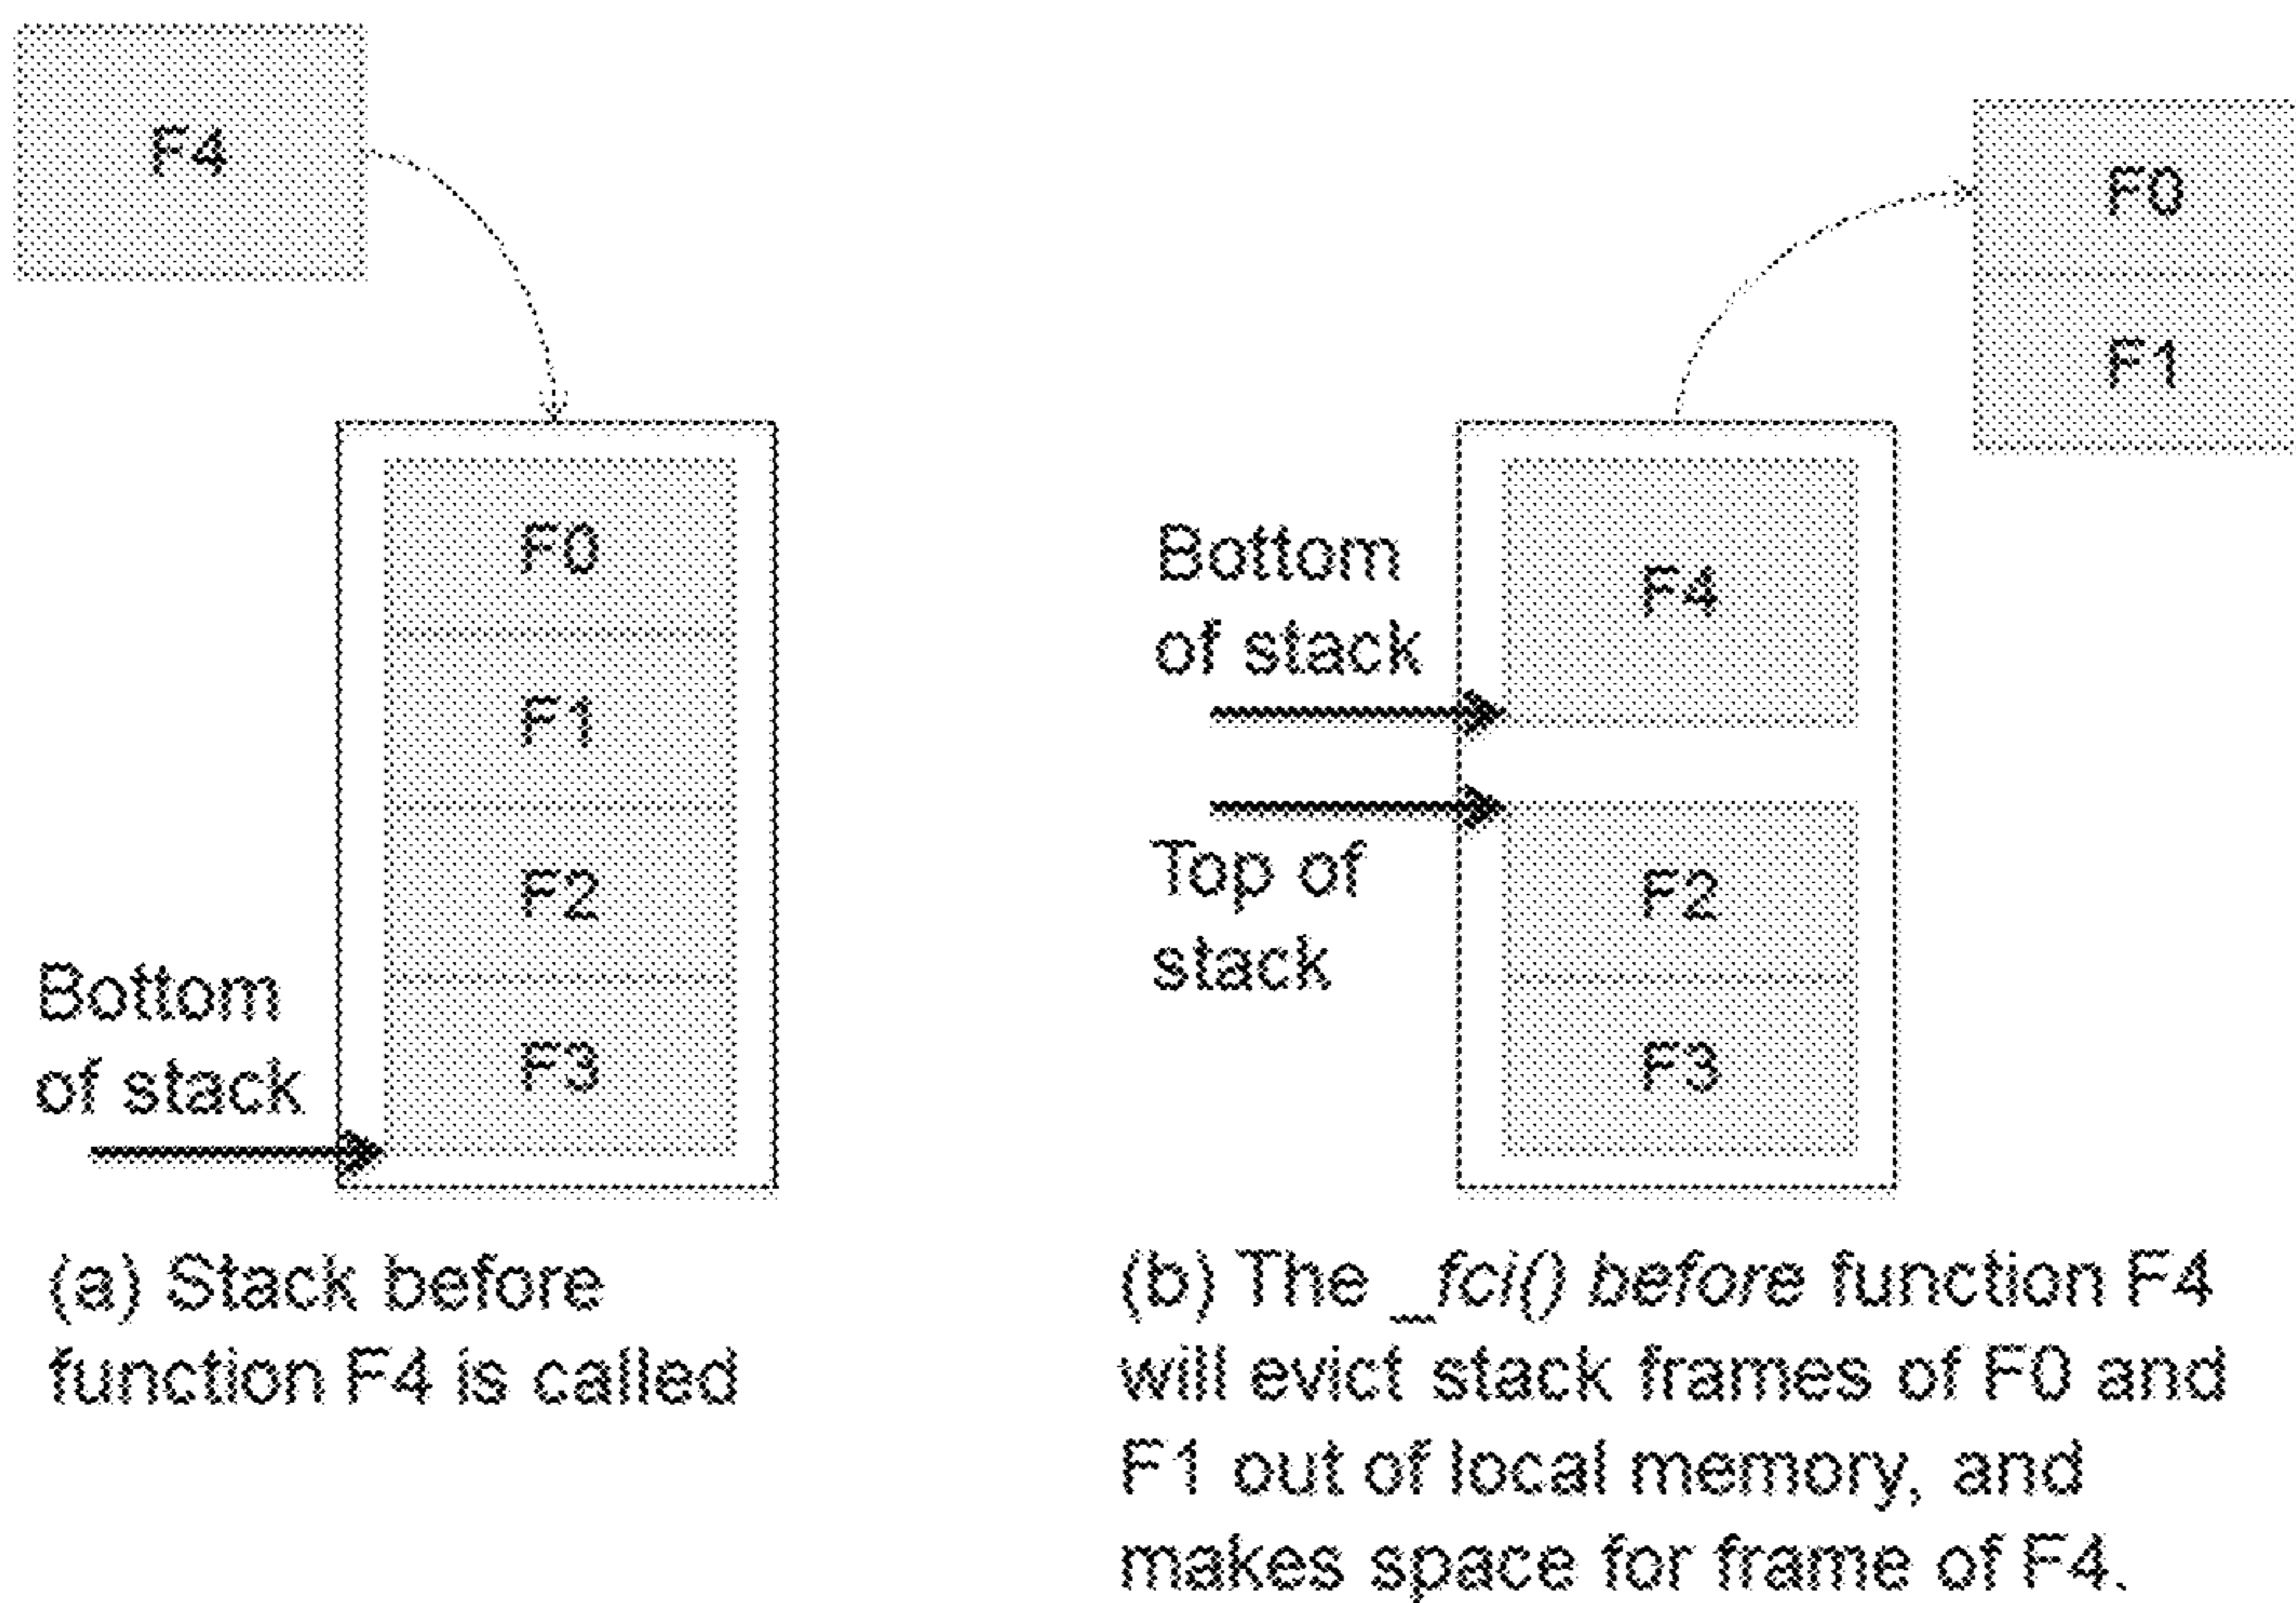 F4
F0
F1
F2
F3
Bottom
of stack
(a) Stack before
function F4 is called
F0
F1
Bottom
of stack
F4
Top of
stack
F2
F3
(b) The _fci() before function F4
will evict stack frames of F0 and
F1 out of local memory, and
makes space for frame of F4.